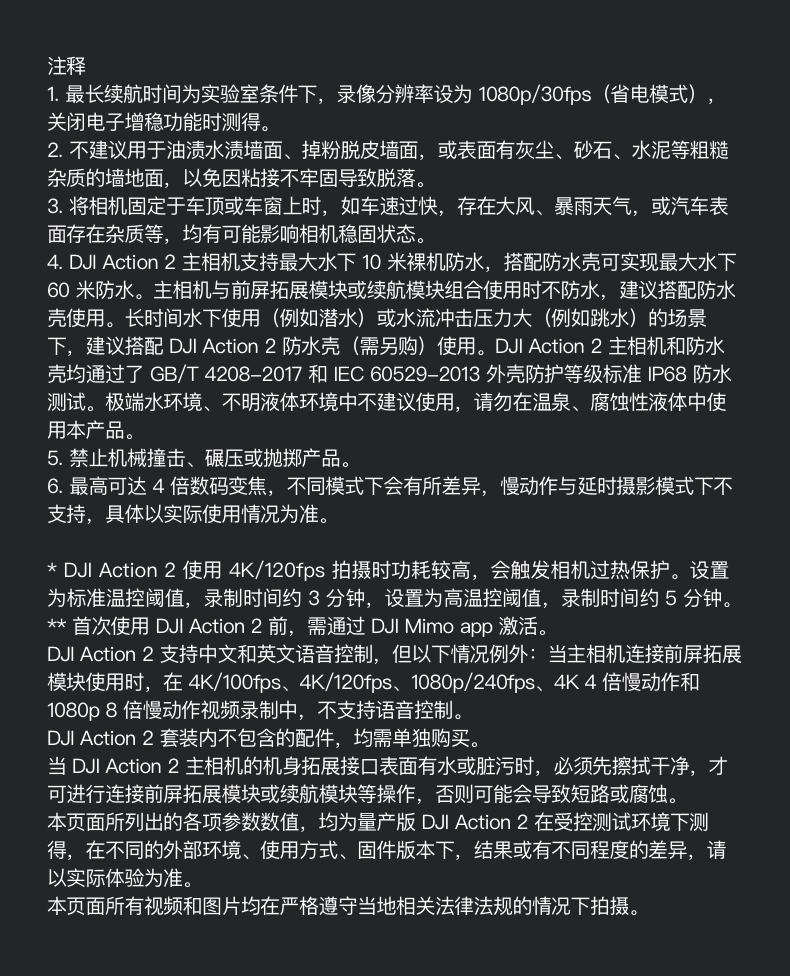 注释
1. 最长续航时间为实验室条件下，录像分辨率设为 1080p/30fps（省电模式），
关闭电子增稳功能时测得。
2. 不建议用于油渍水渍墙面、掉粉脱皮墙面，或表面有灰尘、砂石、水泥等粗糙
杂质的墙地面，以免因粘接不牢固导致脱落。
3. 将相机固定于车顶或车窗上时，如车速过快，存在大风、暴雨天气，或汽车表
面存在杂质等，均有可能影响相机稳固状态。
4. DJI Action 2 主相机支持最大水下 10 米裸机防水，搭配防水壳可实现最大水下
60 米防水。主相机与前屏拓展模块或续航模块组合使用时不防水，建议搭配防水
壳使用。长时间水下使用（例如潜水）或水流冲击压力大（例如跳水）的场景
下，建议搭配 DJI Action 2 防水壳（需另购）使用。DJI Action 2 主相机和防水
壳均通过了 GB/T 4208–2017 和 IEC 60529–2013 外壳防护等级标准 IP68 防水
测试。极端水环境、不明液体环境中不建议使用，请勿在温泉、腐蚀性液体中使
用本产品。
5. 禁止机械撞击、碾压或抛掷产品。
6. 最高可达 4 倍数码变焦，不同模式下会有所差异，慢动作与延时摄影模式下不
支持，具体以实际使用情况为准。
* DJI Action 2 使用 4K/120fps 拍摄时功耗较高，会触发相机过热保护。设置
为标准温控阈值，录制时间约 3 分钟，设置为高温控阈值，录制时间约 5 分钟。
** 首次使用 DJI Action 2 前，需通过 DJI Mimo app 激活。
DJI Action 2 支持中文和英文语音控制，但以下情况例外：当主相机连接前屏拓展
模块使用时，在 4K/100fps、4K/120fps、1080p/240fps、4K 4 倍慢动作和
1080p 8 倍慢动作视频录制中，不支持语音控制。
DJI Action 2 套装内不包含的配件，均需单独购买。
当 DJI Action 2 主相机的机身拓展接口表面有水或脏污时，必须先擦拭干净，才
可进行连接前屏拓展模块或续航模块等操作，否则可能会导致短路或腐蚀。
本页面所列出的各项参数数值，均为量产版 DJI Action 2 在受控测试环境下测
得，在不同的外部环境、使用方式、固件版本下，结果或有不同程度的差异，请
以实际体验为准。
本页面所有视频和图片均在严格遵守当地相关法律法规的情况下拍摄。